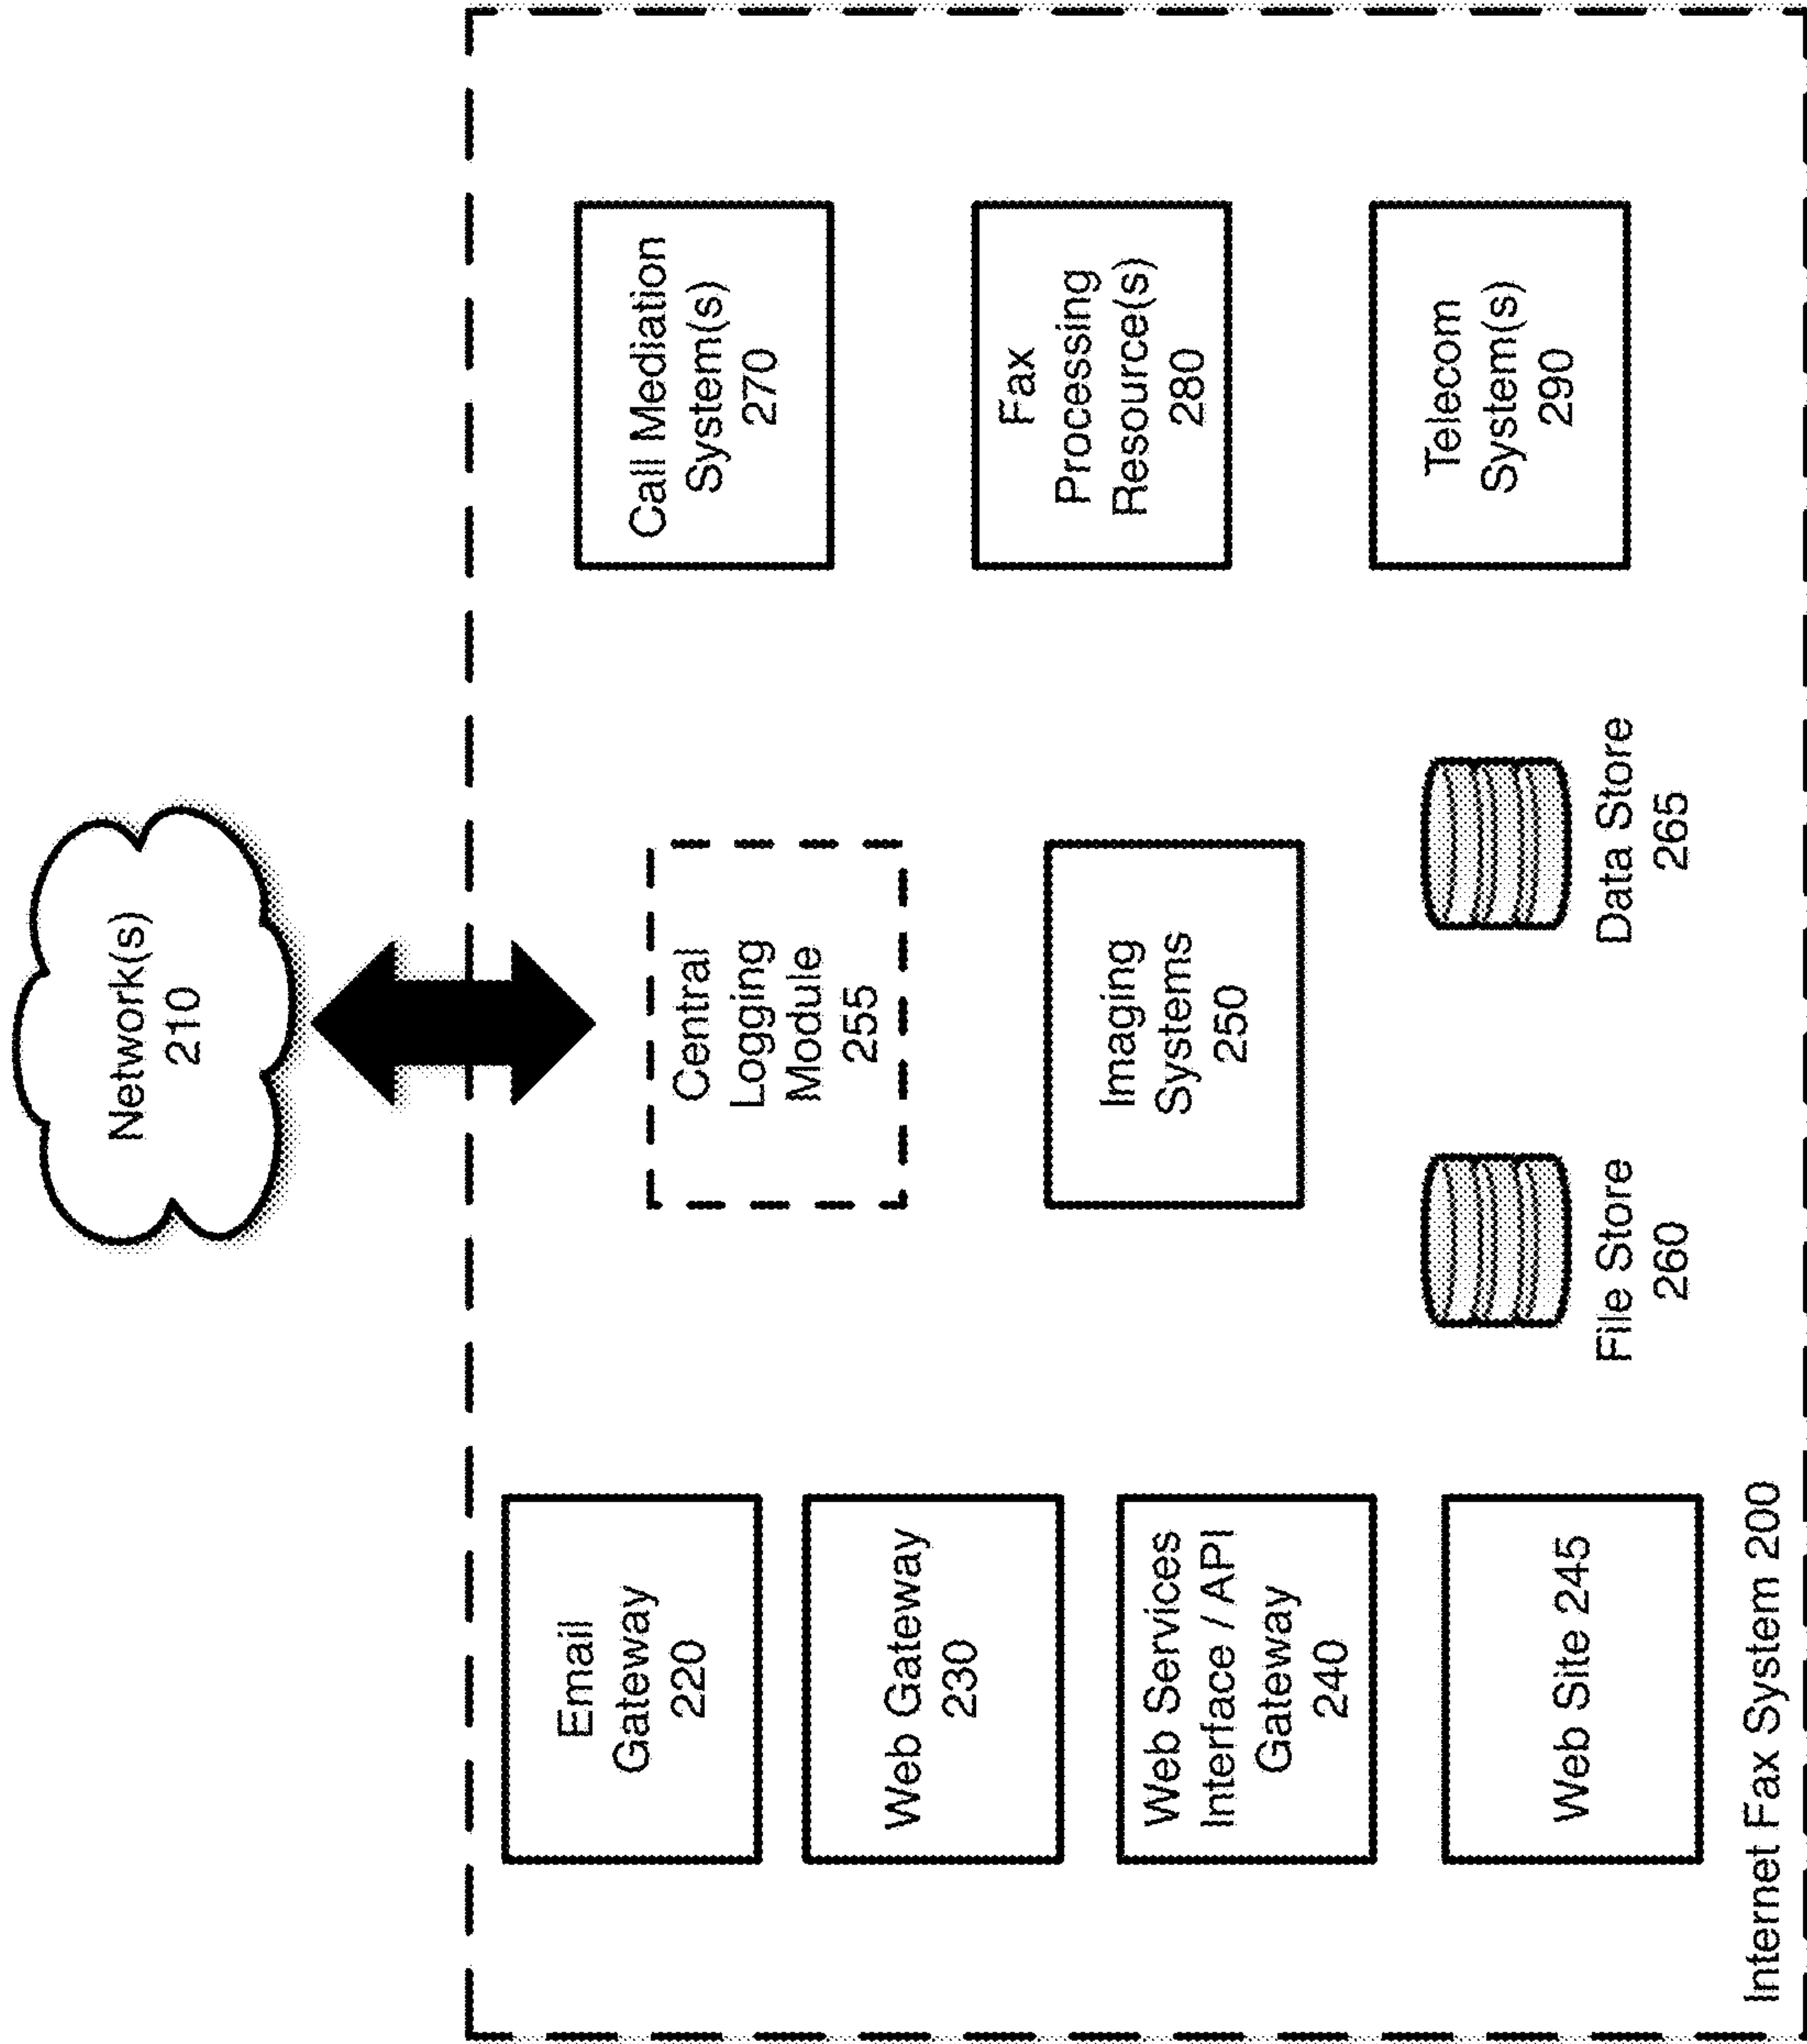 Network(s)
210
Email
Gateway
220
Web Gateway
230
Web Services
Interface / API
Gateway
240
Web Site 245
Central
Logging
Module
255
Imaging
Systems
250
File Store
260
Data Store
265
Call Mediation
System(s)
270
Fax
Processing
Resource(s)
280
Telecom
System(s)
290
Internet Fax System 200